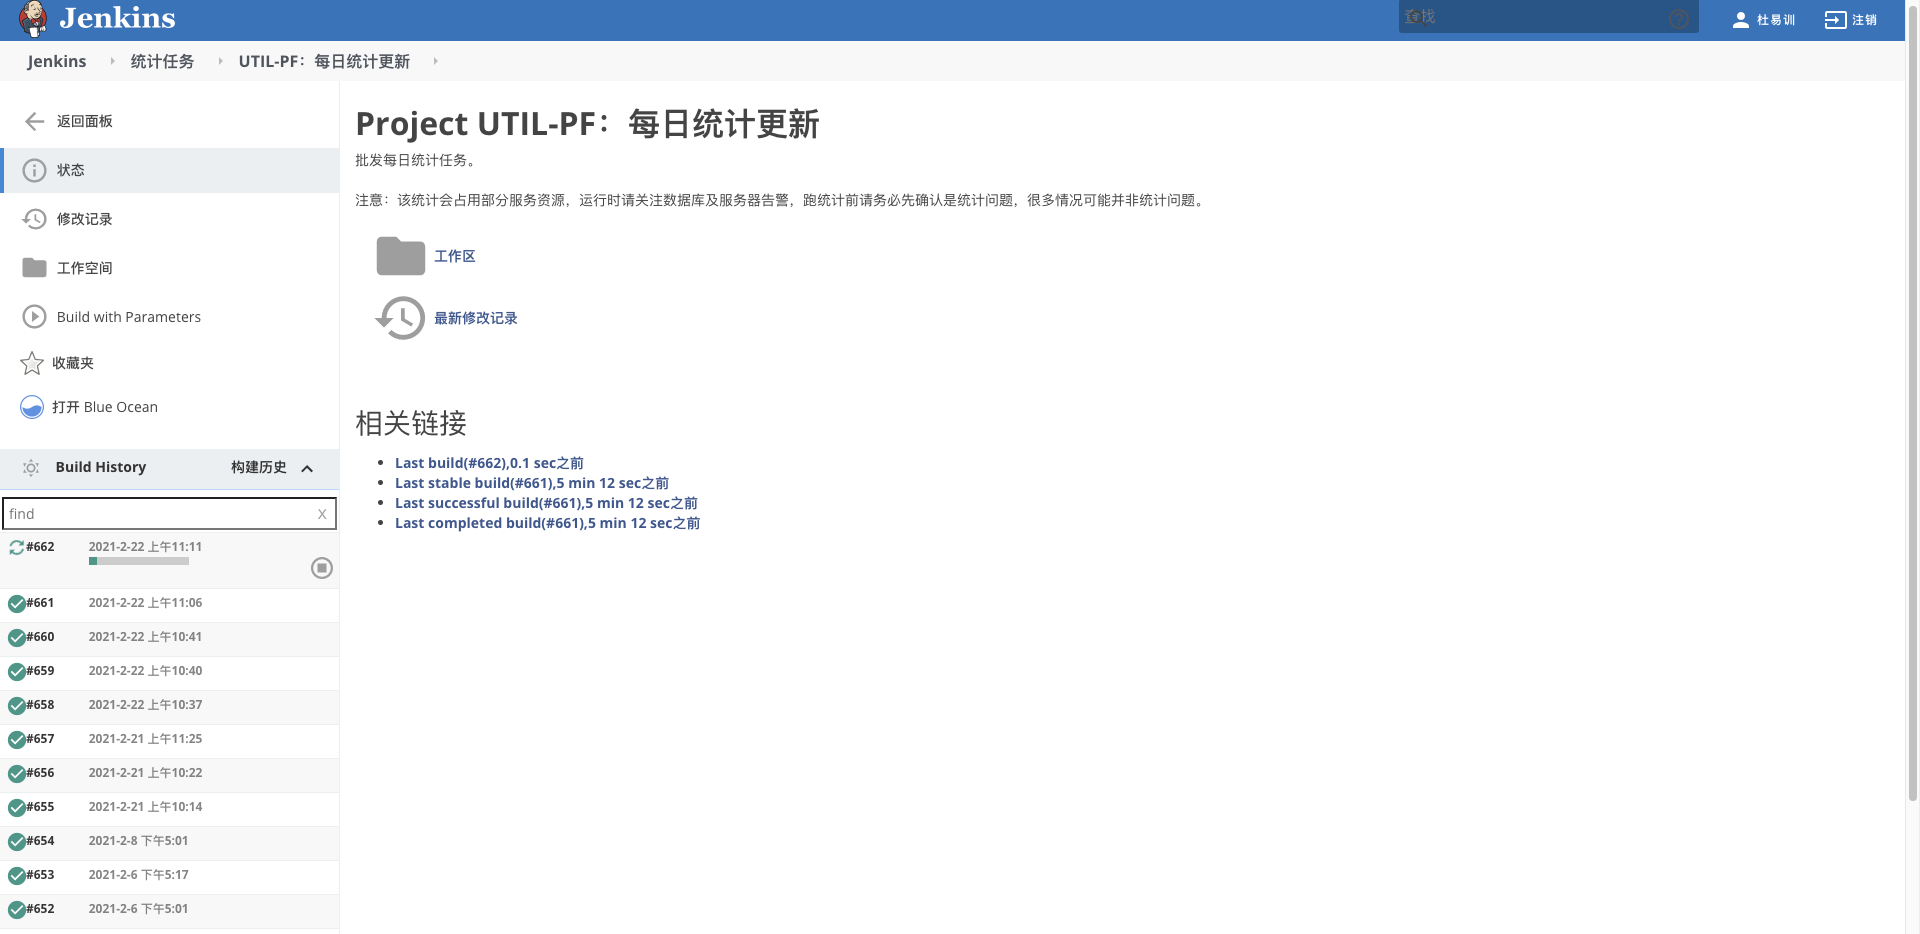 Jenkins
查找
杜易训
注销
Jenkins
统计任务
UTIL-PF：每日统计更新
返回面板
状态
修改记录
工作空间
Build with Parameters
收藏夹
打开 Blue Ocean
Build History 构建历史
find X
#662 2021-2-22 上午11:11
#661 2021-2-22 上午11:06
#660 2021-2-22 上午10:41
#659 2021-2-22 上午10:40
#658 2021-2-22 上午10:37
#657 2021-2-21 上午11:25
#656 2021-2-21 上午10:22
#655 2021-2-21 上午10:14
#654 2021-2-8 下午5:01
#653 2021-2-6 下午5:17
#652 2021-2-6 下午5:01
Project UTIL-PF：每日统计更新
批发每日统计任务。
注意：该统计会占用部分服务资源，运行时请关注数据库及服务器告警，跑统计前请务必先确认是统计问题，很多情况可能并非统计问题。
工作区
最新修改记录
相关链接
Last build(#662),0.1 sec之前
Last stable build(#661),5 min 12 sec之前
Last successful build(#661),5 min 12 sec之前
Last completed build(#661),5 min 12 sec之前